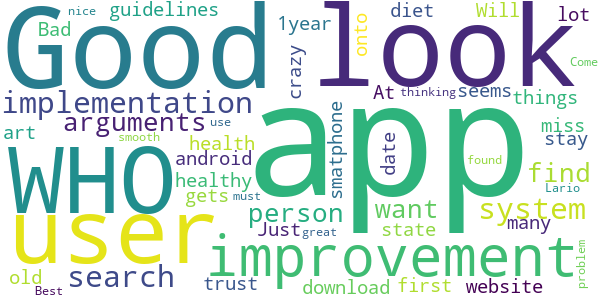 Good
look
nice
guidelines
Bad
1year
crazy
onto
diet
Will
lot
Come
implementation
At
thinking
seems
things
arguments
use
smatphone
art
smooth
health
miss
stay
date
WHO
app
android
found
find
healthy
gets
Lario
user
person
want
system
must
Just
great
state
many
improvement
problem
old
search
trust
download
first
website
Best